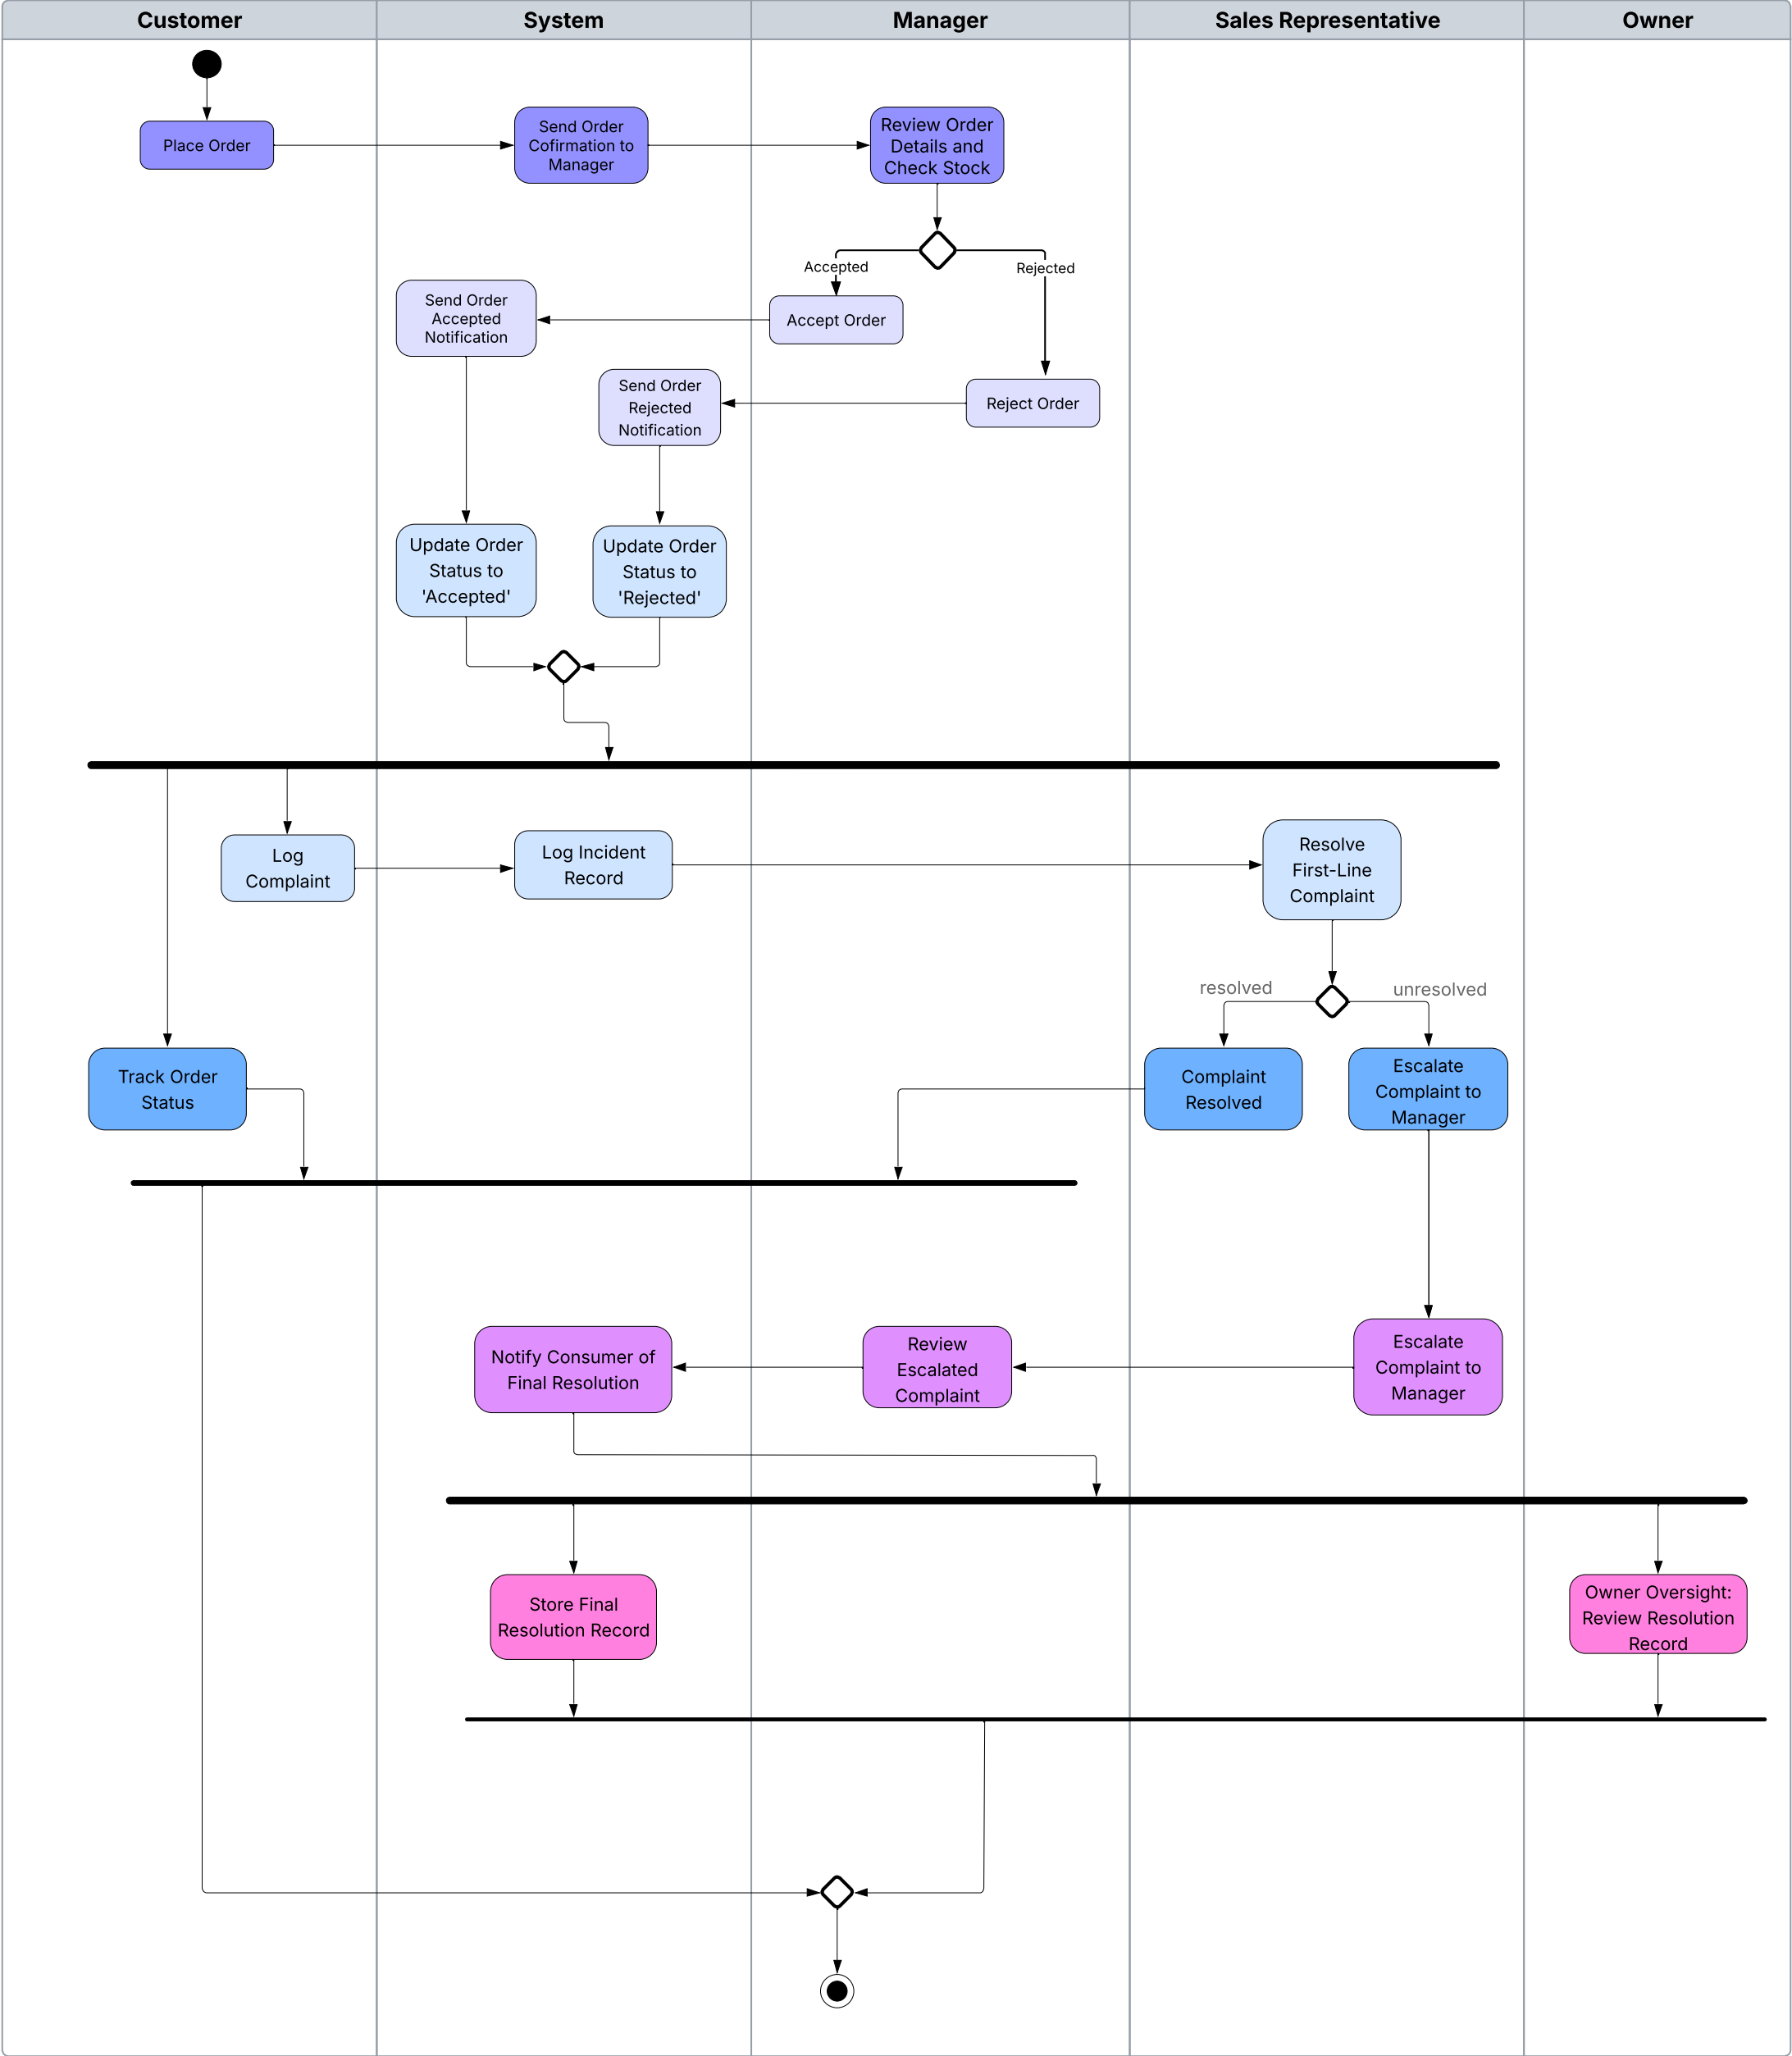 Customer
System
Manager
Sales Representative
Owner
Place Order
Send Order
Cofirmation to
Manager
Review Order
Details and
Check Stock
Accepted
Rejected
Send Order
Accepted
Notification
Accept Order
Send Order
Rejected
Notification
Reject Order
Update Order
Status to
'Accepted'
Update Order
Status to
'Rejected'
Log
Complaint
Log Incident
Record
Resolve
First-Line
Complaint
resolved
unresolved
Track Order
Status
Complaint
Resolved
Escalate
Complaint to
Manager
Notify Consumer of
Final Resolution
Review
Escalated
Complaint
Escalate
Complaint to
Manager
Store Final
Resolution Record
Owner Oversight:
Review Resolution
Record